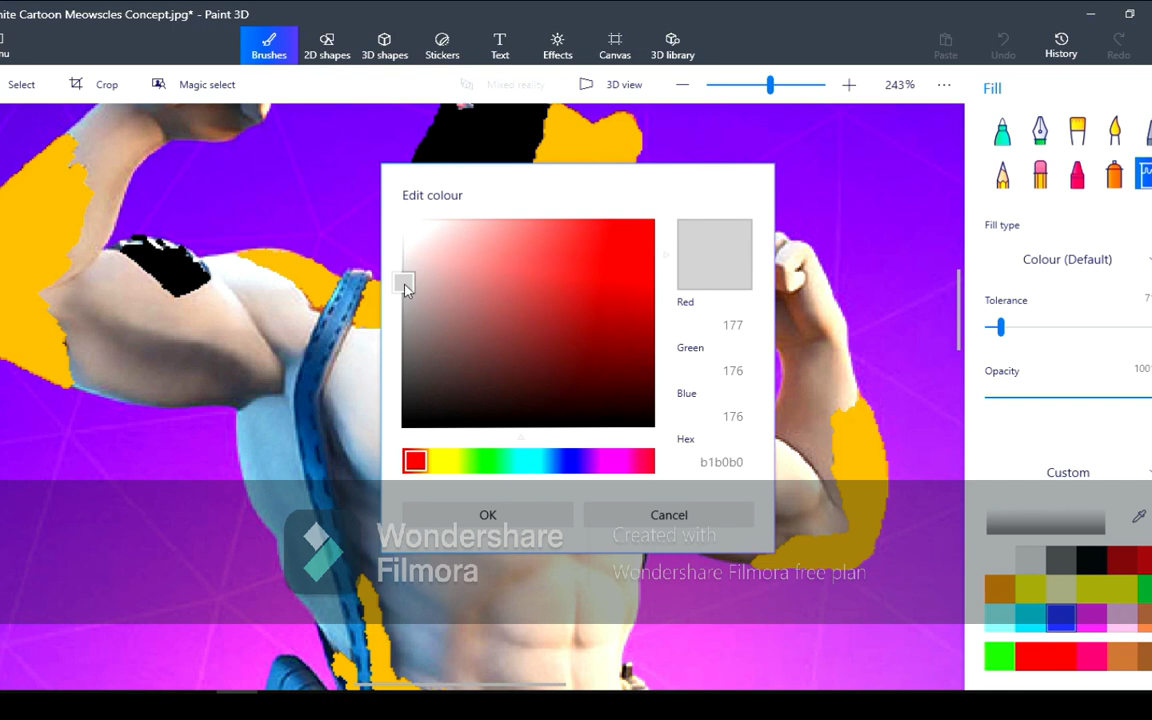 nite Cartoon Meowscles Concept.jpg* - Paint 3D
nu
Brushes
2D shapes
3D shapes
Stickers
Text
Effects
Canvas
3D library
Paste
Undo
History
Redo
Select
Crop
Magic select
Mixed reality
3D view
243%
Fill
Fill type
Colour (Default)
Tolerance
Opacity
100%
Custom
Edit colour
Red
177
Green
176
Blue
176
Hex
b1b0b0
OK
Cancel
Wondershare
Filmora
Created with
Wondershare Filmora free plan